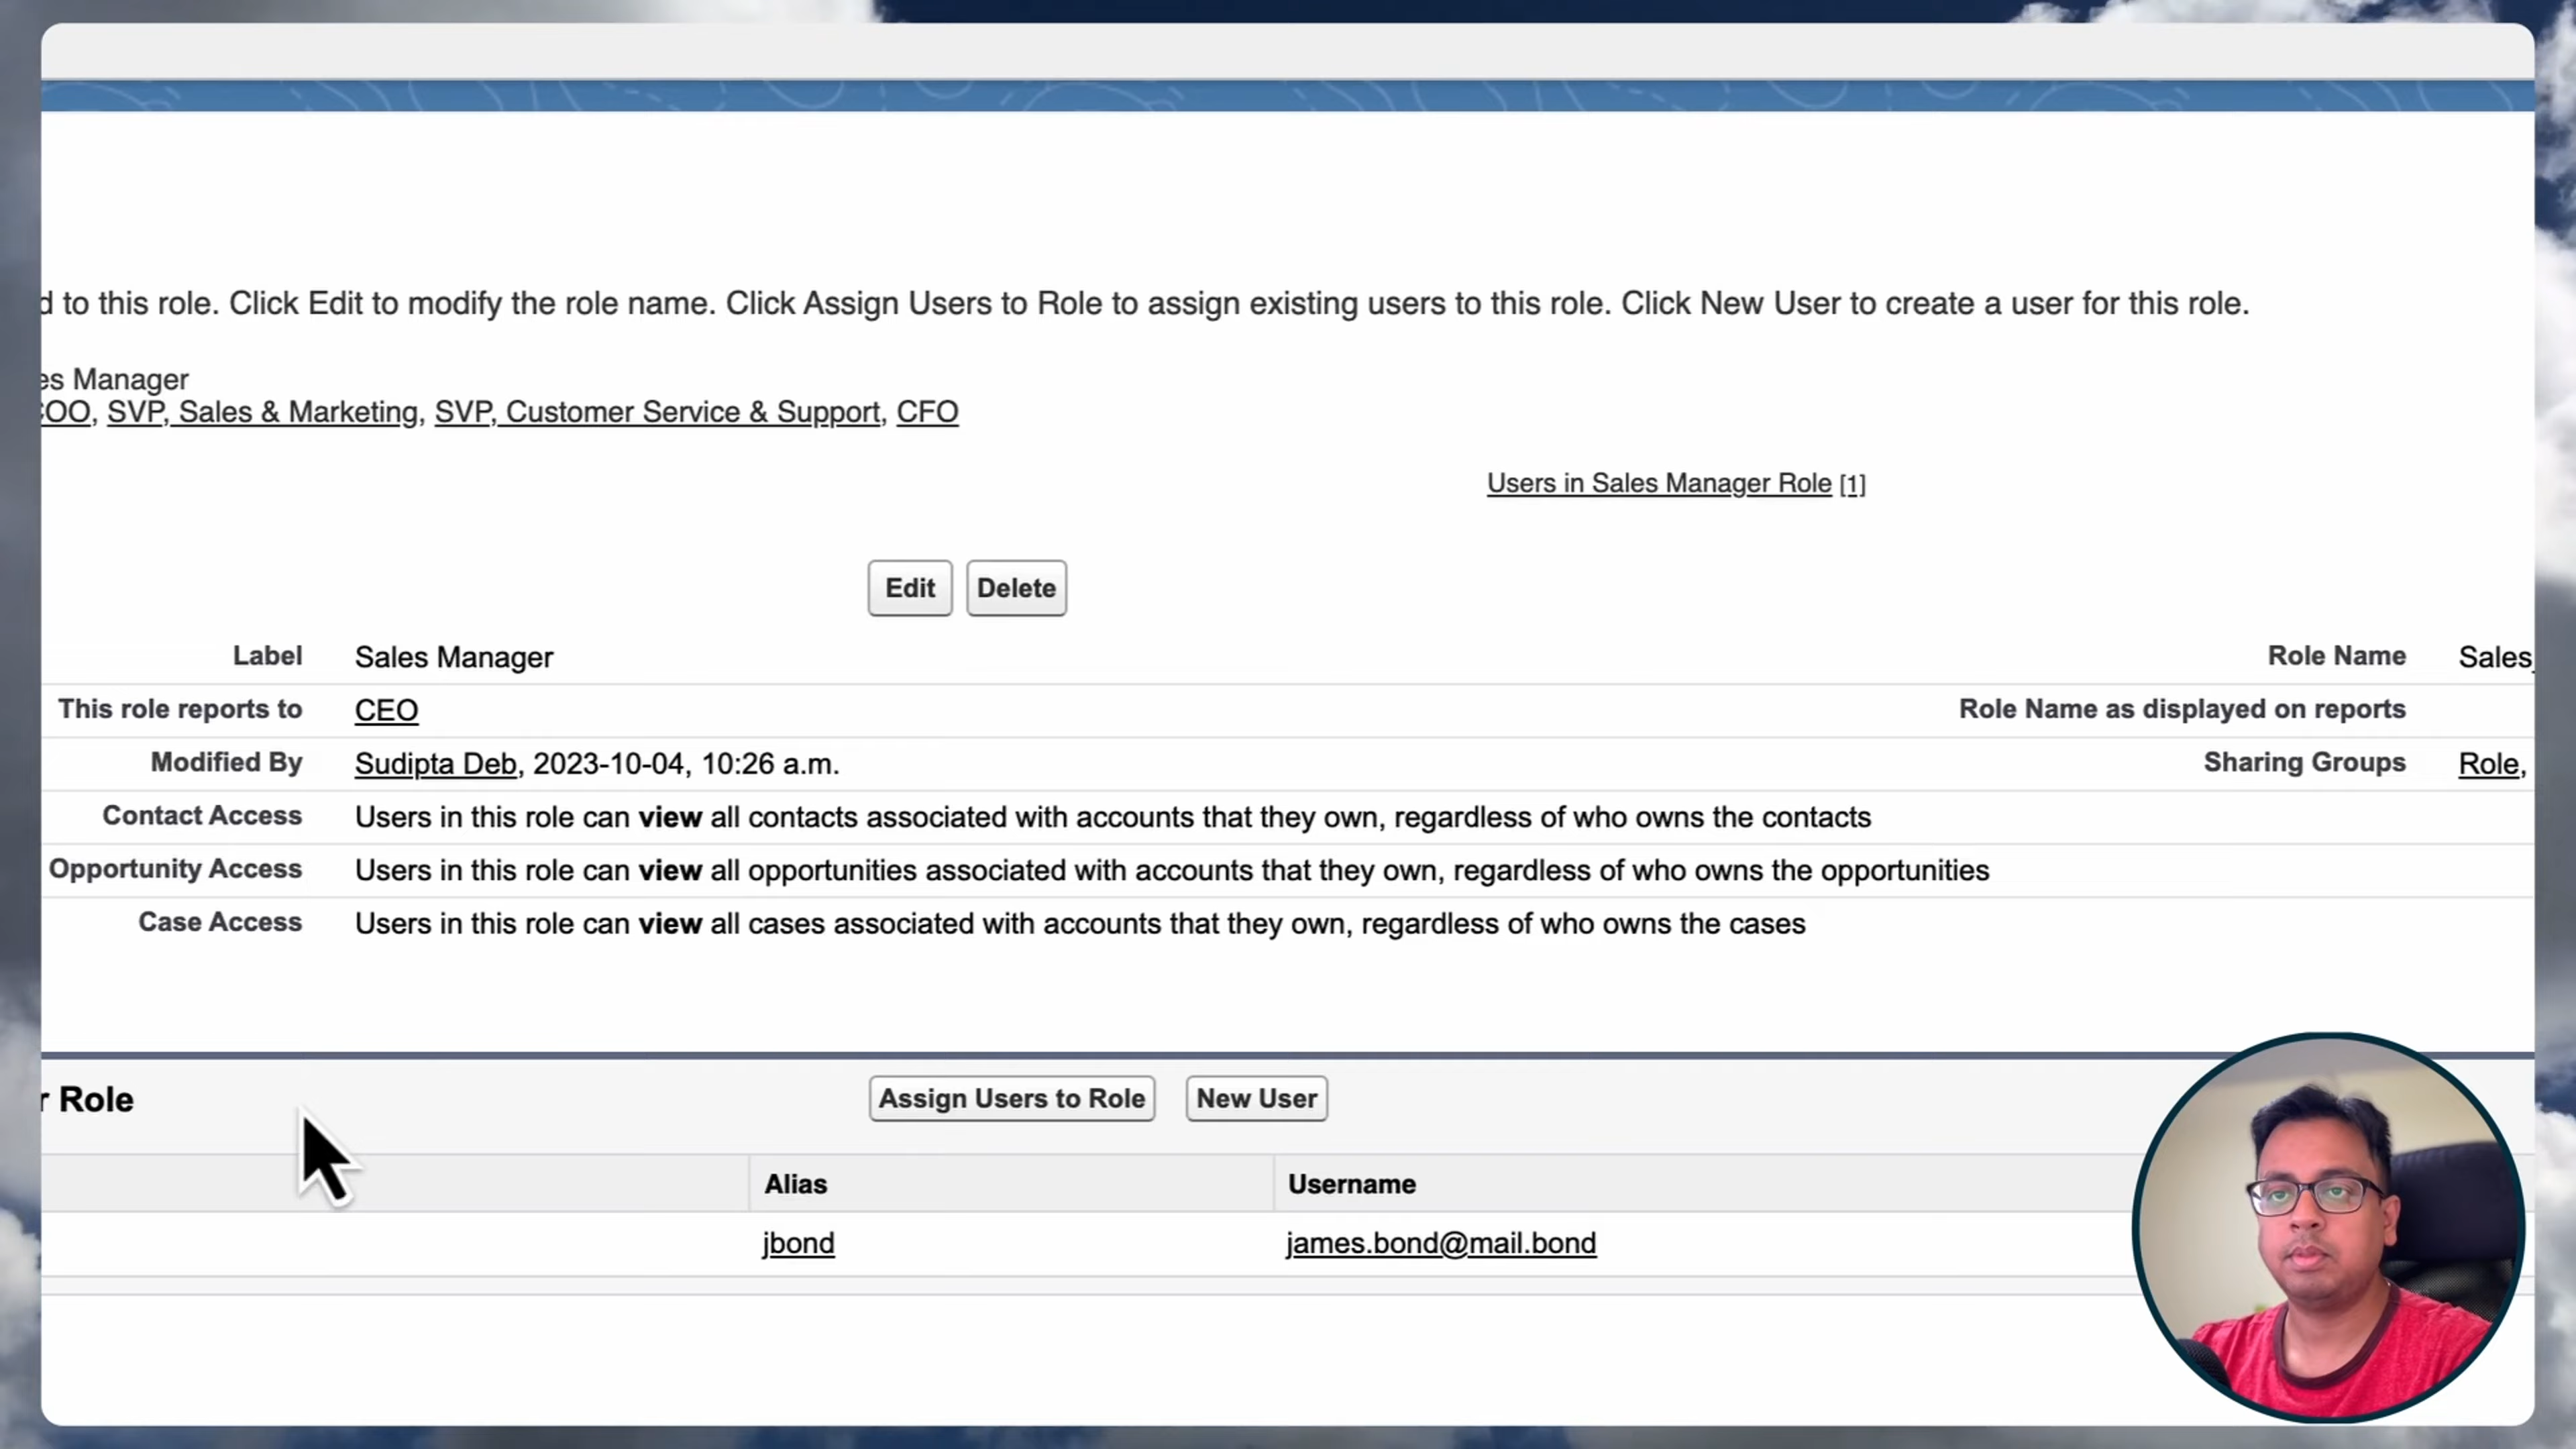 d to this role. Click Edit to modify the role name. Click Assign Users to Role to assign existing users to this role. Click New User to create a user for this role.
es Manager
COO, SVP, Sales & Marketing, SVP, Customer Service & Support, CFO
Users in Sales Manager Role [1]
Edit Delete
Label Sales Manager Role Name Sales_
This role reports to CEO Role Name as displayed on reports
Modified By Sudipta Deb, 2023-10-04, 10:26 a.m. Sharing Groups Role,
Contact Access Users in this role can view all contacts associated with accounts that they own, regardless of who owns the contacts
Opportunity Access Users in this role can view all opportunities associated with accounts that they own, regardless of who owns the opportunities
Case Access Users in this role can view all cases associated with accounts that they own, regardless of who owns the cases
r Role Assign Users to Role New User
Alias Username
jbond james.bond@mail.bond